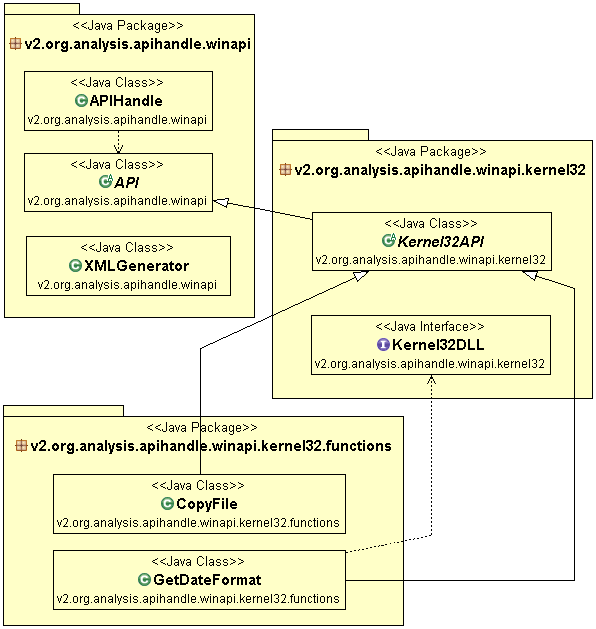 <<Java Package>>
v2.org.analysis.apihandle.winapi
<<Java Class>>
APIHandle
v2.org.analysis.apihandle.winapi
<<Java Class>>
API
v2.org.analysis.apihandle.winapi
<<Java Class>>
XMLGenerator
v2.org.analysis.apihandle.winapi
<<Java Package>>
v2.org.analysis.apihandle.winapi.kernel32
<<Java Class>>
Kernel32API
v2.org.analysis.apihandle.winapi.kernel32
<<Java Interface>>
Kernel32DLL
v2.org.analysis.apihandle.winapi.kernel32
<<Java Package>>
v2.org.analysis.apihandle.winapi.kernel32.functions
<<Java Class>>
CopyFile
v2.org.analysis.apihandle.winapi.kernel32.functions
<<Java Class>>
GetDateFormat
v2.org.analysis.apihandle.winapi.kernel32.functions